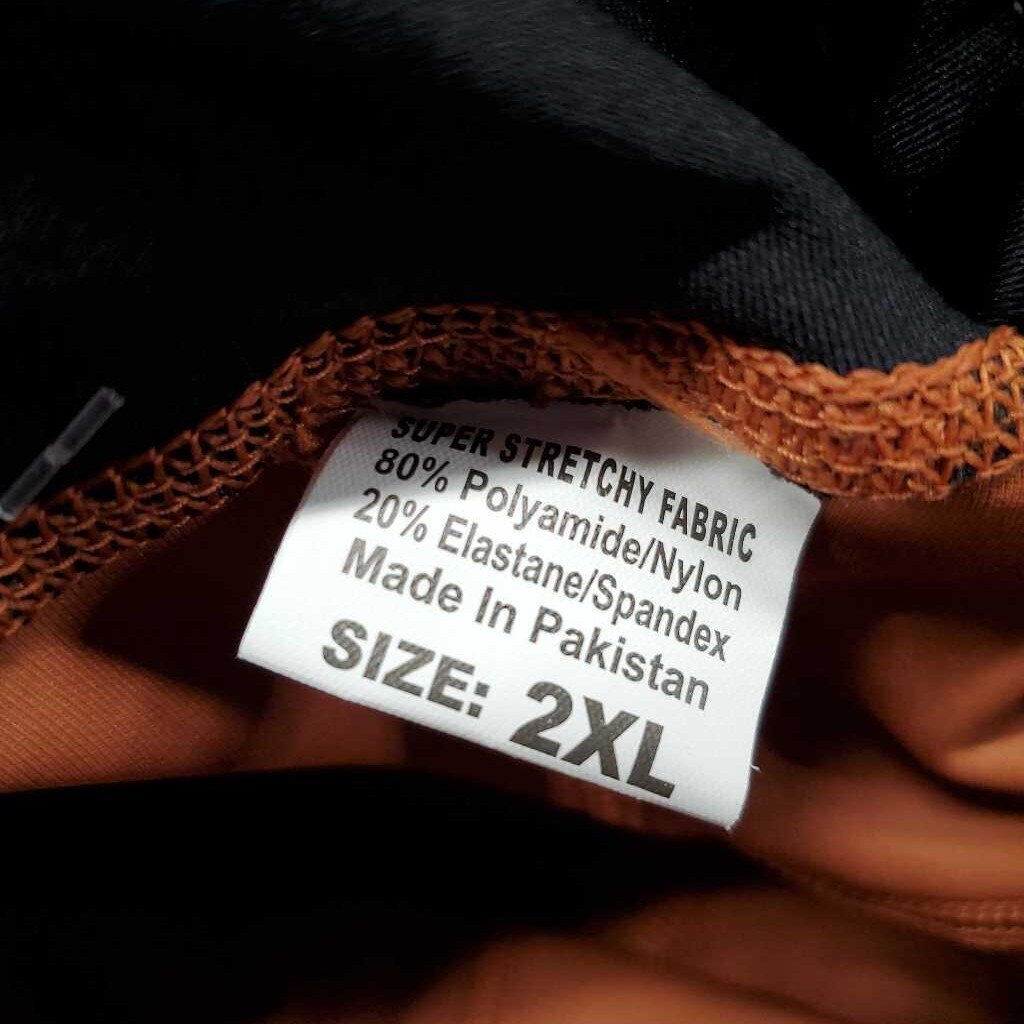 SUPER STRETCHY FABRIC
80% Polyamide/Nylon
20% Elastane/Spandex
Made In Pakistan
SIZE: 2XL